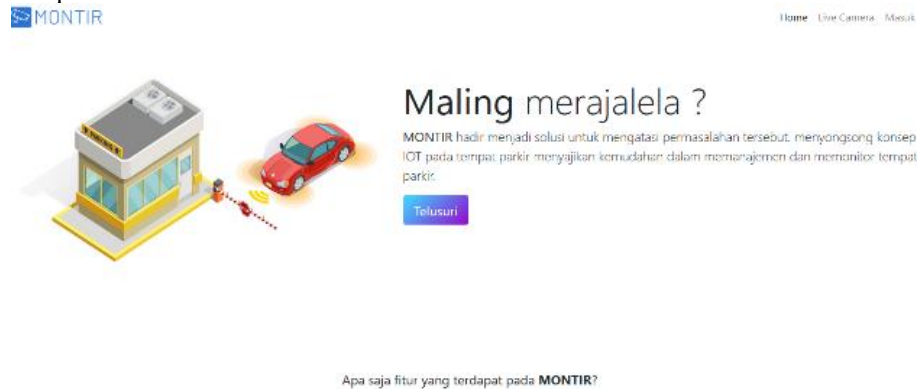 MONTIR
Home Live Camera Masuk
Maling merajalela ?
MONTIR hadir menjadi solusi untuk mengatasi permasalahan tersebut. menyongsong konsep
IOT pada tempat parkir menyajikan kemudahan dalam memanajemen dan memonitor tempat
parkir.
Telusuri
Apa saja fitur yang terdapat pada MONTIR?